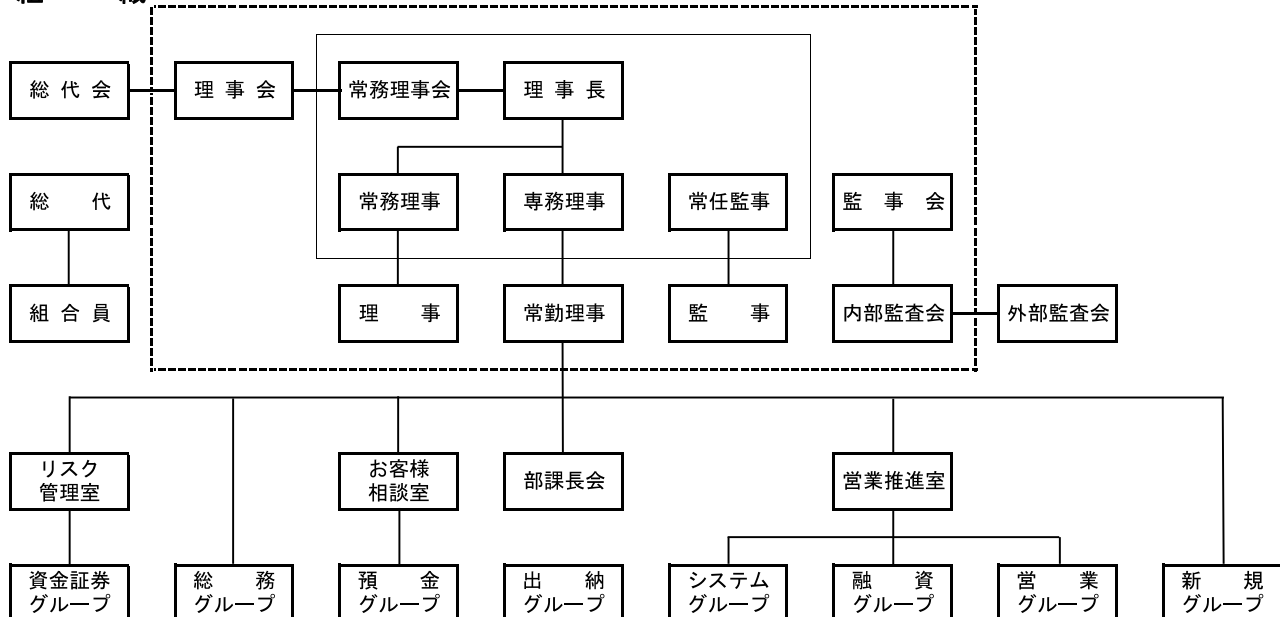 組 織
総 代 会
理 事 会
常務理事会
理 事 長
総 代
常務理事
専務理事
常任監事
監 事 会
組 合 員
理 事
常勤理事
監 事
内部監査会
外部監査会
リスク
管理室
お客様
相談室
部課長会
営業推進室
資金証券
グループ
総 務
グループ
預 金
グループ
出 納
グループ
システム
グループ
融 資
グループ
営 業
グループ
新 規
グループ